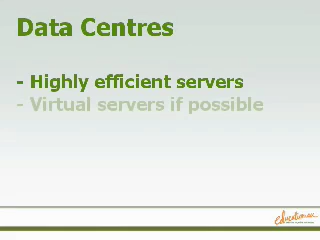 Data Centres
- Highly efficient servers
- Virtual servers if possible